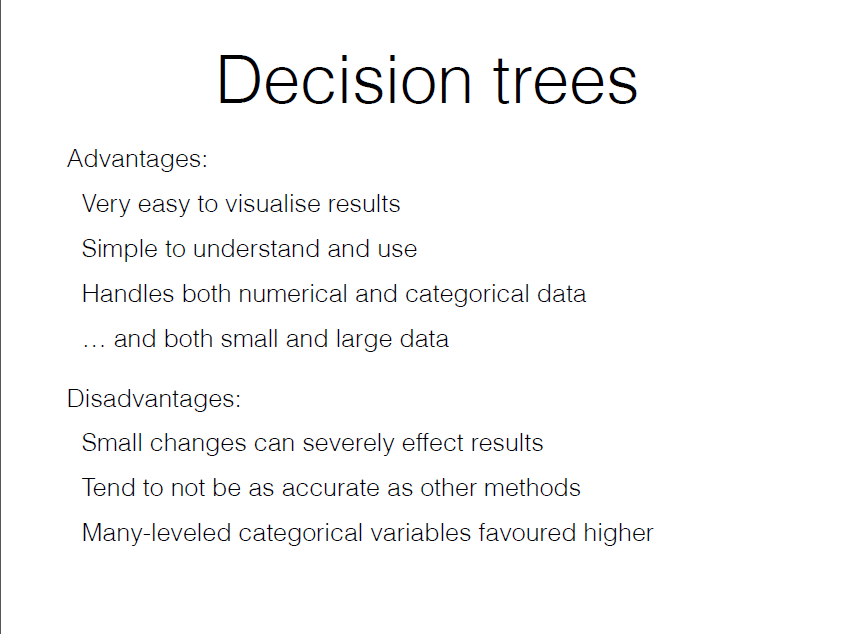 Decision trees
Advantages:
Very easy to visualise results
Simple to understand and use
Handles both numerical and categorical data
… and both small and large data
Disadvantages:
Small changes can severely effect results
Tend to not be as accurate as other methods
Many-leveled categorical variables favoured higher